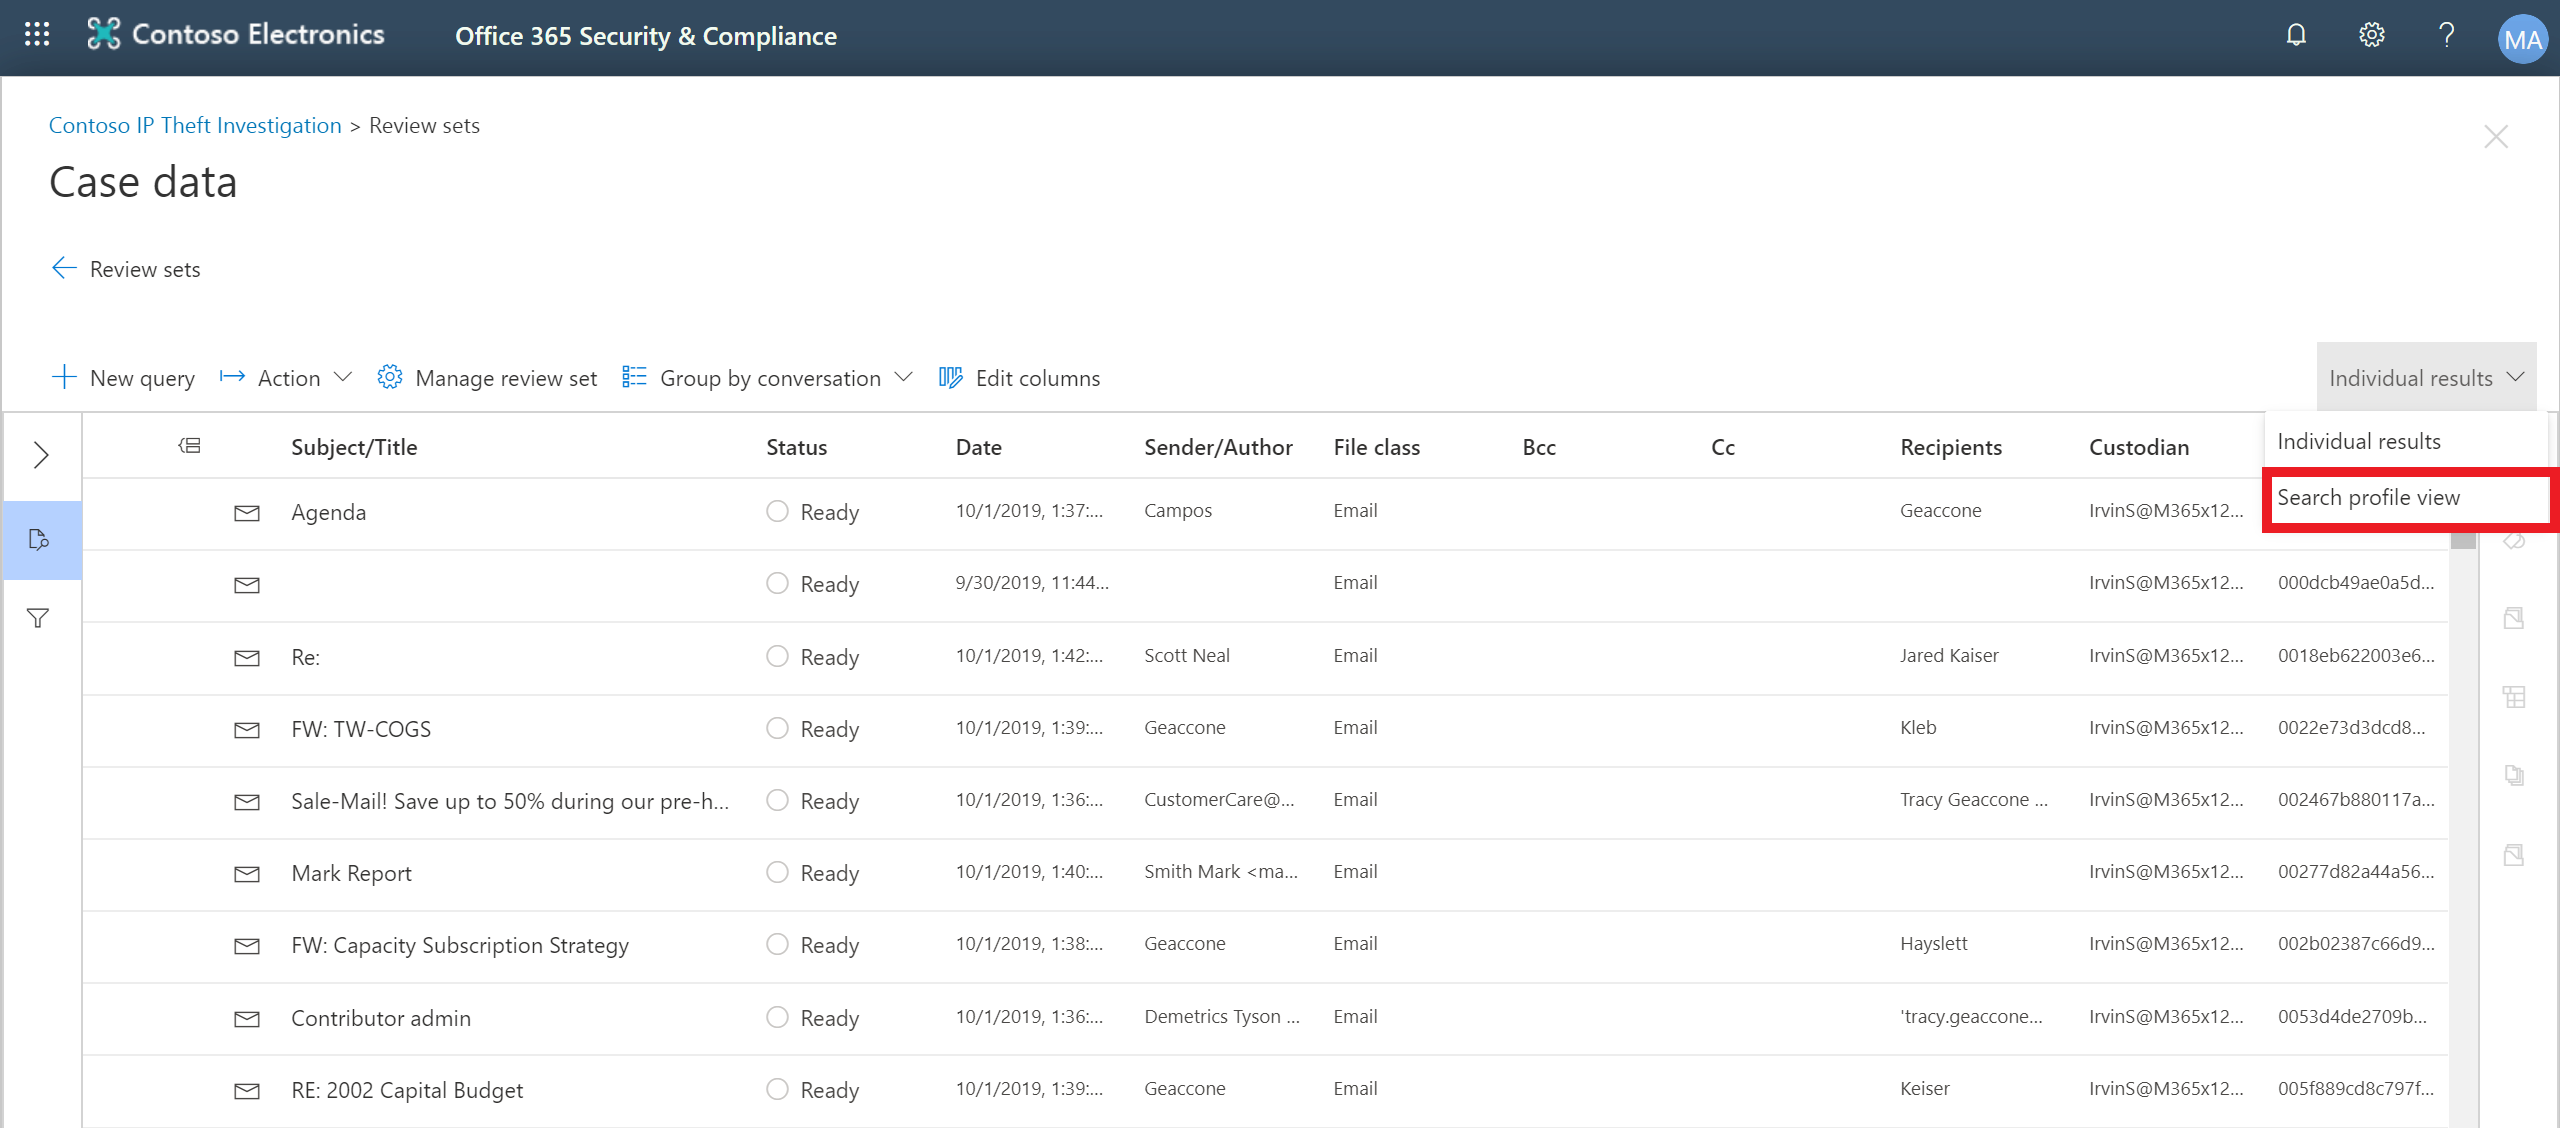 Contoso Electronics Office 365 Security & Compliance ? MA
Contoso IP Theft Investigation > Review sets
Case data
Review sets
New query Action Manage review set Group by conversation Edit columns Individual results
Individual results
Search profile view
Subject/Title Status Date Sender/Author File class Bcc Cc Recipients Custodian
Agenda Ready 10/1/2019, 1:37:... Campos Email Geaccone IrvinS@M365x12...
Ready 9/30/2019, 11:44... Email IrvinS@M365x12... 000dcb49ae0a5d...
Re: Ready 10/1/2019, 1:42:... Scott Neal Email Jared Kaiser IrvinS@M365x12... 0018eb622003e6...
FW: TW-COGS Ready 10/1/2019, 1:39:... Geaccone Email Kleb IrvinS@M365x12... 0022e73d3dcd8...
Sale-Mail! Save up to 50% during our pre-h... Ready 10/1/2019, 1:36:... CustomerCare@... Email Tracy Geaccone ... IrvinS@M365x12... 002467b880117a...
Mark Report Ready 10/1/2019, 1:40:... Smith Mark <ma... Email IrvinS@M365x12... 00277d82a44a56...
FW: Capacity Subscription Strategy Ready 10/1/2019, 1:38:... Geaccone Email Hayslett IrvinS@M365x12... 002b02387c66d9...
Contributor admin Ready 10/1/2019, 1:36:... Demetrics Tyson ... Email 'tracy.geaccone... IrvinS@M365x12... 0053d4de2709b...
RE: 2002 Capital Budget Ready 10/1/2019, 1:39:... Geaccone Email Keiser IrvinS@M365x12... 005f889cd8c797f...